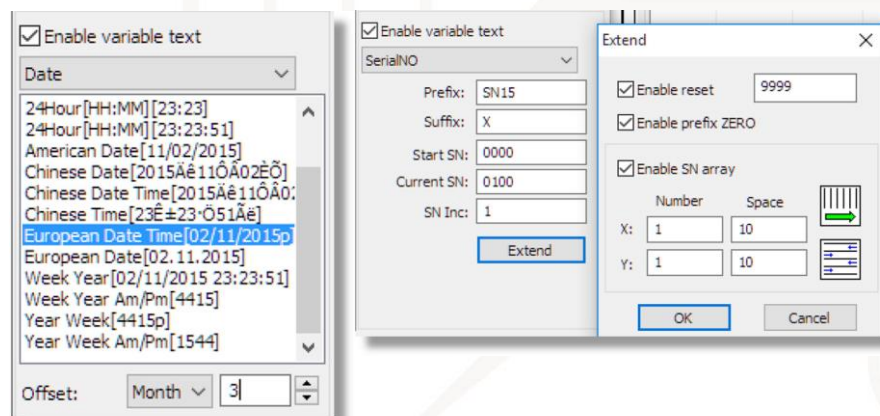 Enable variable text
Date
24Hour[HH:MM][23:23]
24Hour[HH:MM][23:23:51]
American Date[11/02/2015]
Chinese Date[2015Äê11ÔÂ02ÈÕ]
Chinese Date Time[2015Äê11ÔÂ02:
Chinese Time[23Ê±23·Ö51Ãë]
European Date Time[02/11/2015p]
European Date[02.11.2015]
Week Year[02/11/2015 23:23:51]
Week Year Am/Pm[4415]
Year Week[4415p]
Year Week Am/Pm[1544]
Offset: Month 3
Enable variable text
SerialNO
Prefix: SN15
Suffix: X
Start SN: 0000
Current SN: 0100
SN Inc: 1
Extend
Extend
Enable reset 9999
Enable prefix ZERO
Enable SN array
Number Space
X: 1 10
Y: 1 10
OK Cancel